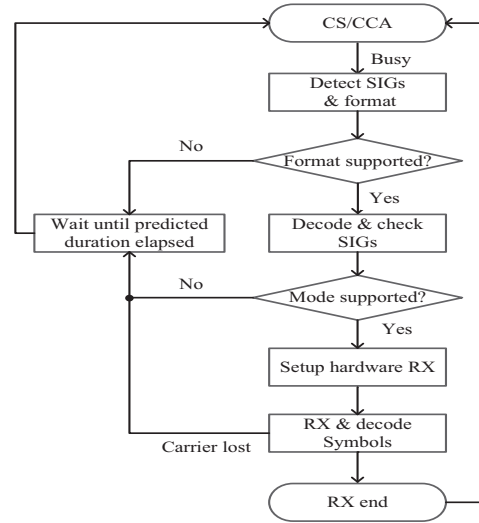 CS/CCA
Busy
Detect SIGs
& format
No
Format supported?
Yes
Wait until predicted
duration elapsed
Decode & check
SIGs
No
Mode supported?
Yes
Setup hardware RX
RX & decode
Symbols
Carrier lost
RX end